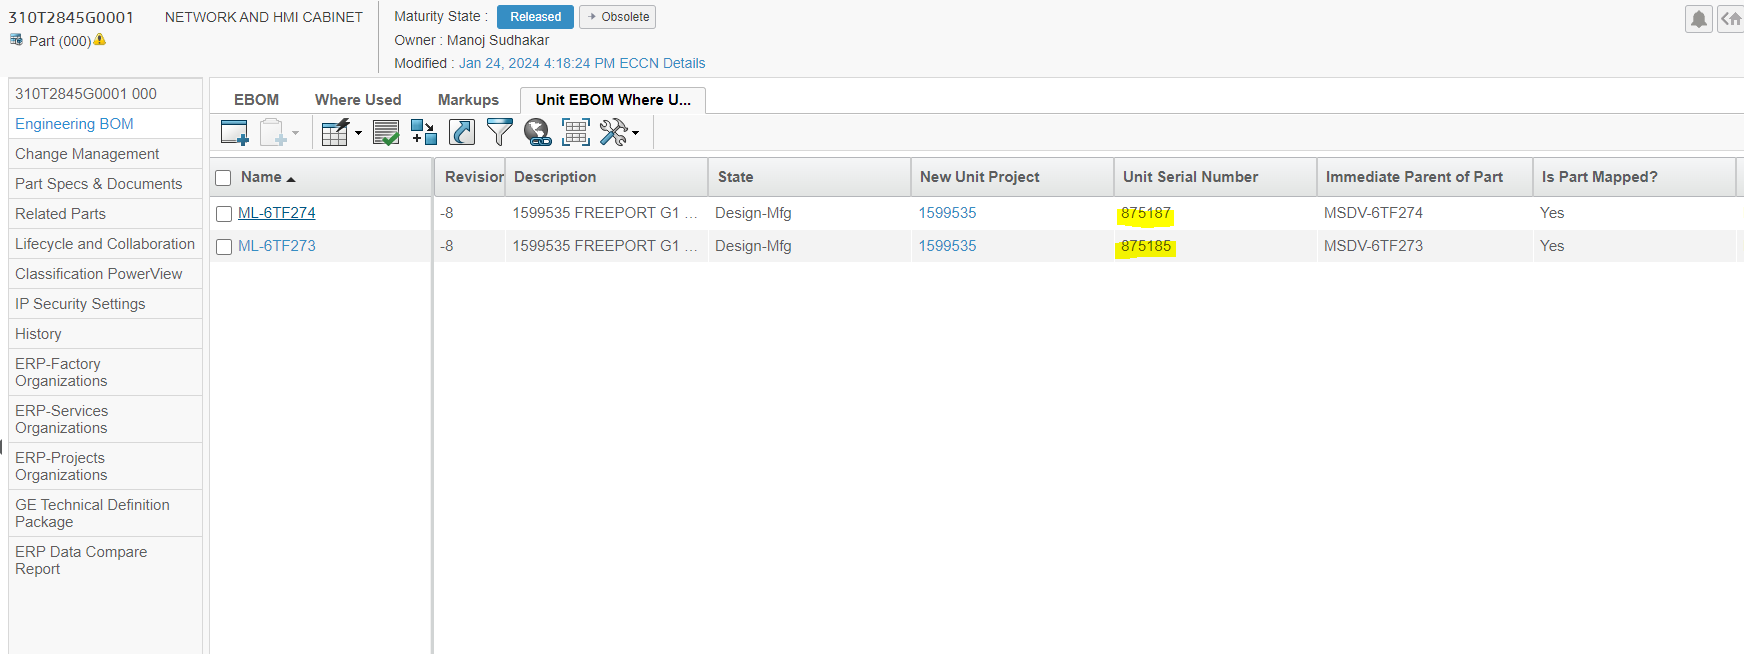 310T2845G0001 NETWORK AND HMI CABINET
Part (000)
Maturity State : Released Obsolete
Owner : Manoj Sudhakar
Modified : Jan 24, 2024 4:18:24 PM ECCN Details
310T2845G0001 000
Engineering BOM
Change Management
Part Specs & Documents
Related Parts
Lifecycle and Collaboration
Classification PowerView
IP Security Settings
History
ERP-Factory
Organizations
ERP-Services
Organizations
ERP-Projects
Organizations
GE Technical Definition
Package
ERP Data Compare
Report
EBOM Where Used Markups Unit EBOM Where U...
Name Revision Description State New Unit Project Unit Serial Number Immediate Parent of Part Is Part Mapped?
ML-6TF274 -8 1599535 FREEPORT G1 ... Design-Mfg 1599535 875187 MSDV-6TF274 Yes
ML-6TF273 -8 1599535 FREEPORT G1 ... Design-Mfg 1599535 875185 MSDV-6TF273 Yes